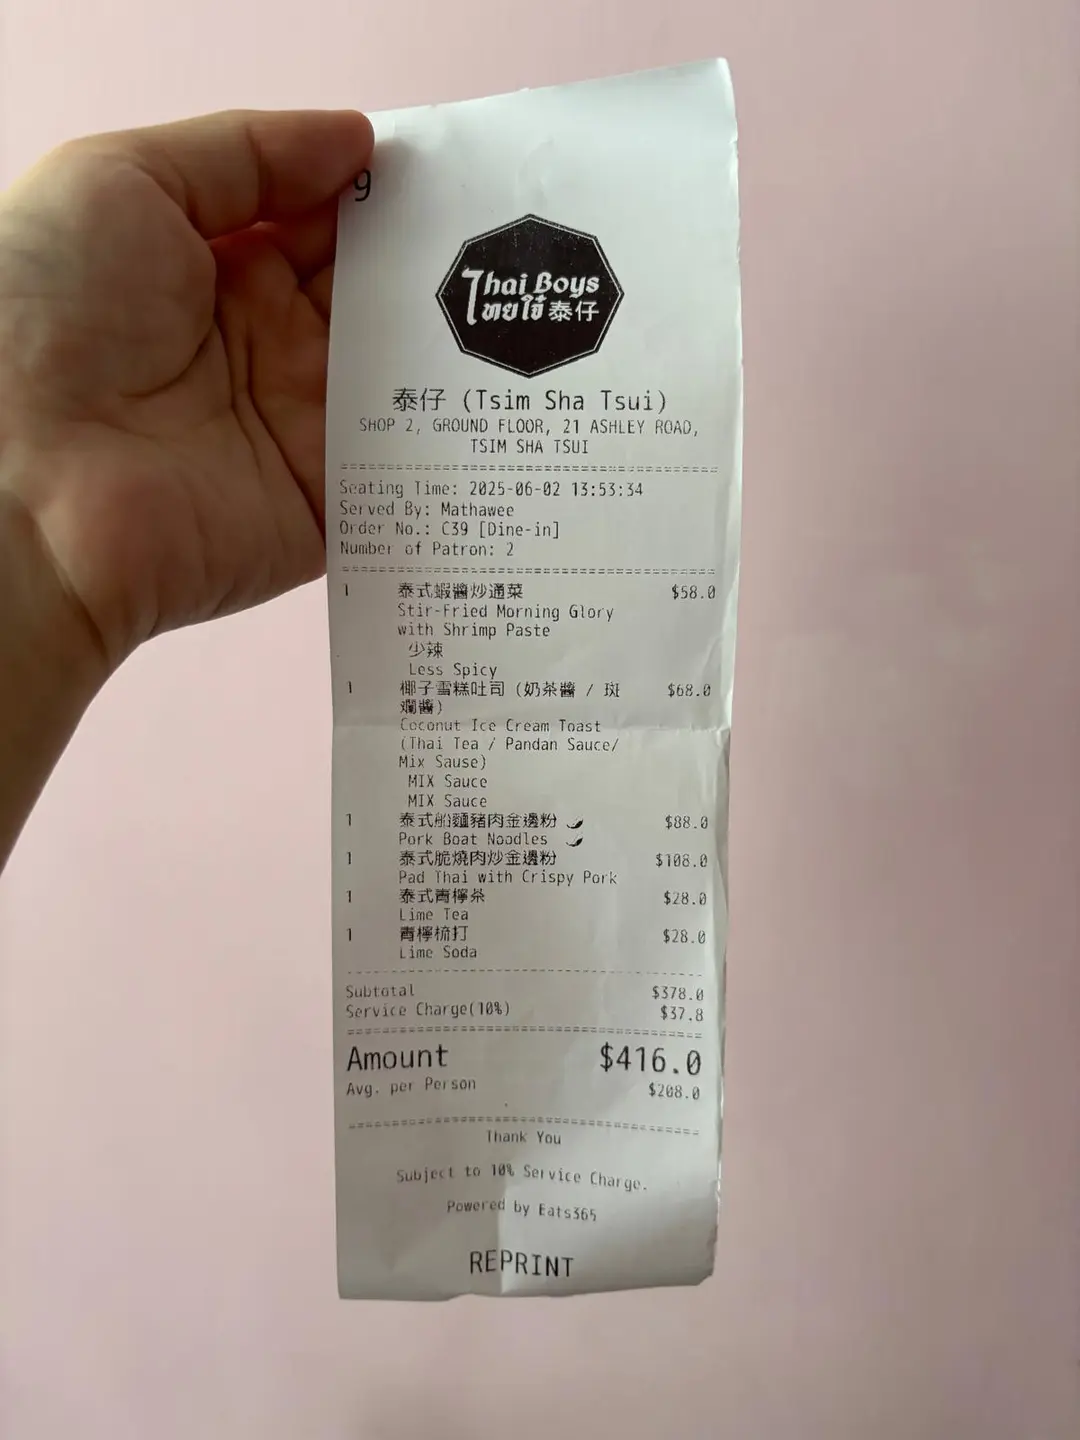 9
Thai Boys
ไทยใจ๋ 泰仔
泰仔 (Tsim Sha Tsui)
SHOP 2, GROUND FLOOR, 21 ASHLEY ROAD,
TSIM SHA TSUI
Seating Time: 2025-06-02 13:53:34
Served By: Mathawee
Order No.: C39 [Dine-in]
Number of Patron: 2
1 泰式蝦醬炒通菜 $58.0
Stir-Fried Morning Glory
with Shrimp Paste
少辣
Less Spicy
1 椰子雪糕吐司 (奶茶醬 / 斑
斕醬) $68.0
Coconut Ice Cream Toast
(Thai Tea / Pandan Sauce/
Mix Sause)
MIX Sauce
MIX Sauce
1 泰式船麵豬肉金邊粉 $88.0
Pork Boat Noodles
1 泰式脆燒肉炒金邊粉 $108.0
Pad Thai with Crispy Pork
1 泰式青檸茶 $28.0
Lime Tea
1 青檸梳打 $28.0
Lime Soda
Subtotal $378.0
Service Charge(10%) $37.8
Amount $416.0
Avg. per Person $208.0
Thank You
Subject to 10% Service Charge.
Powered by Eats365
REPRINT